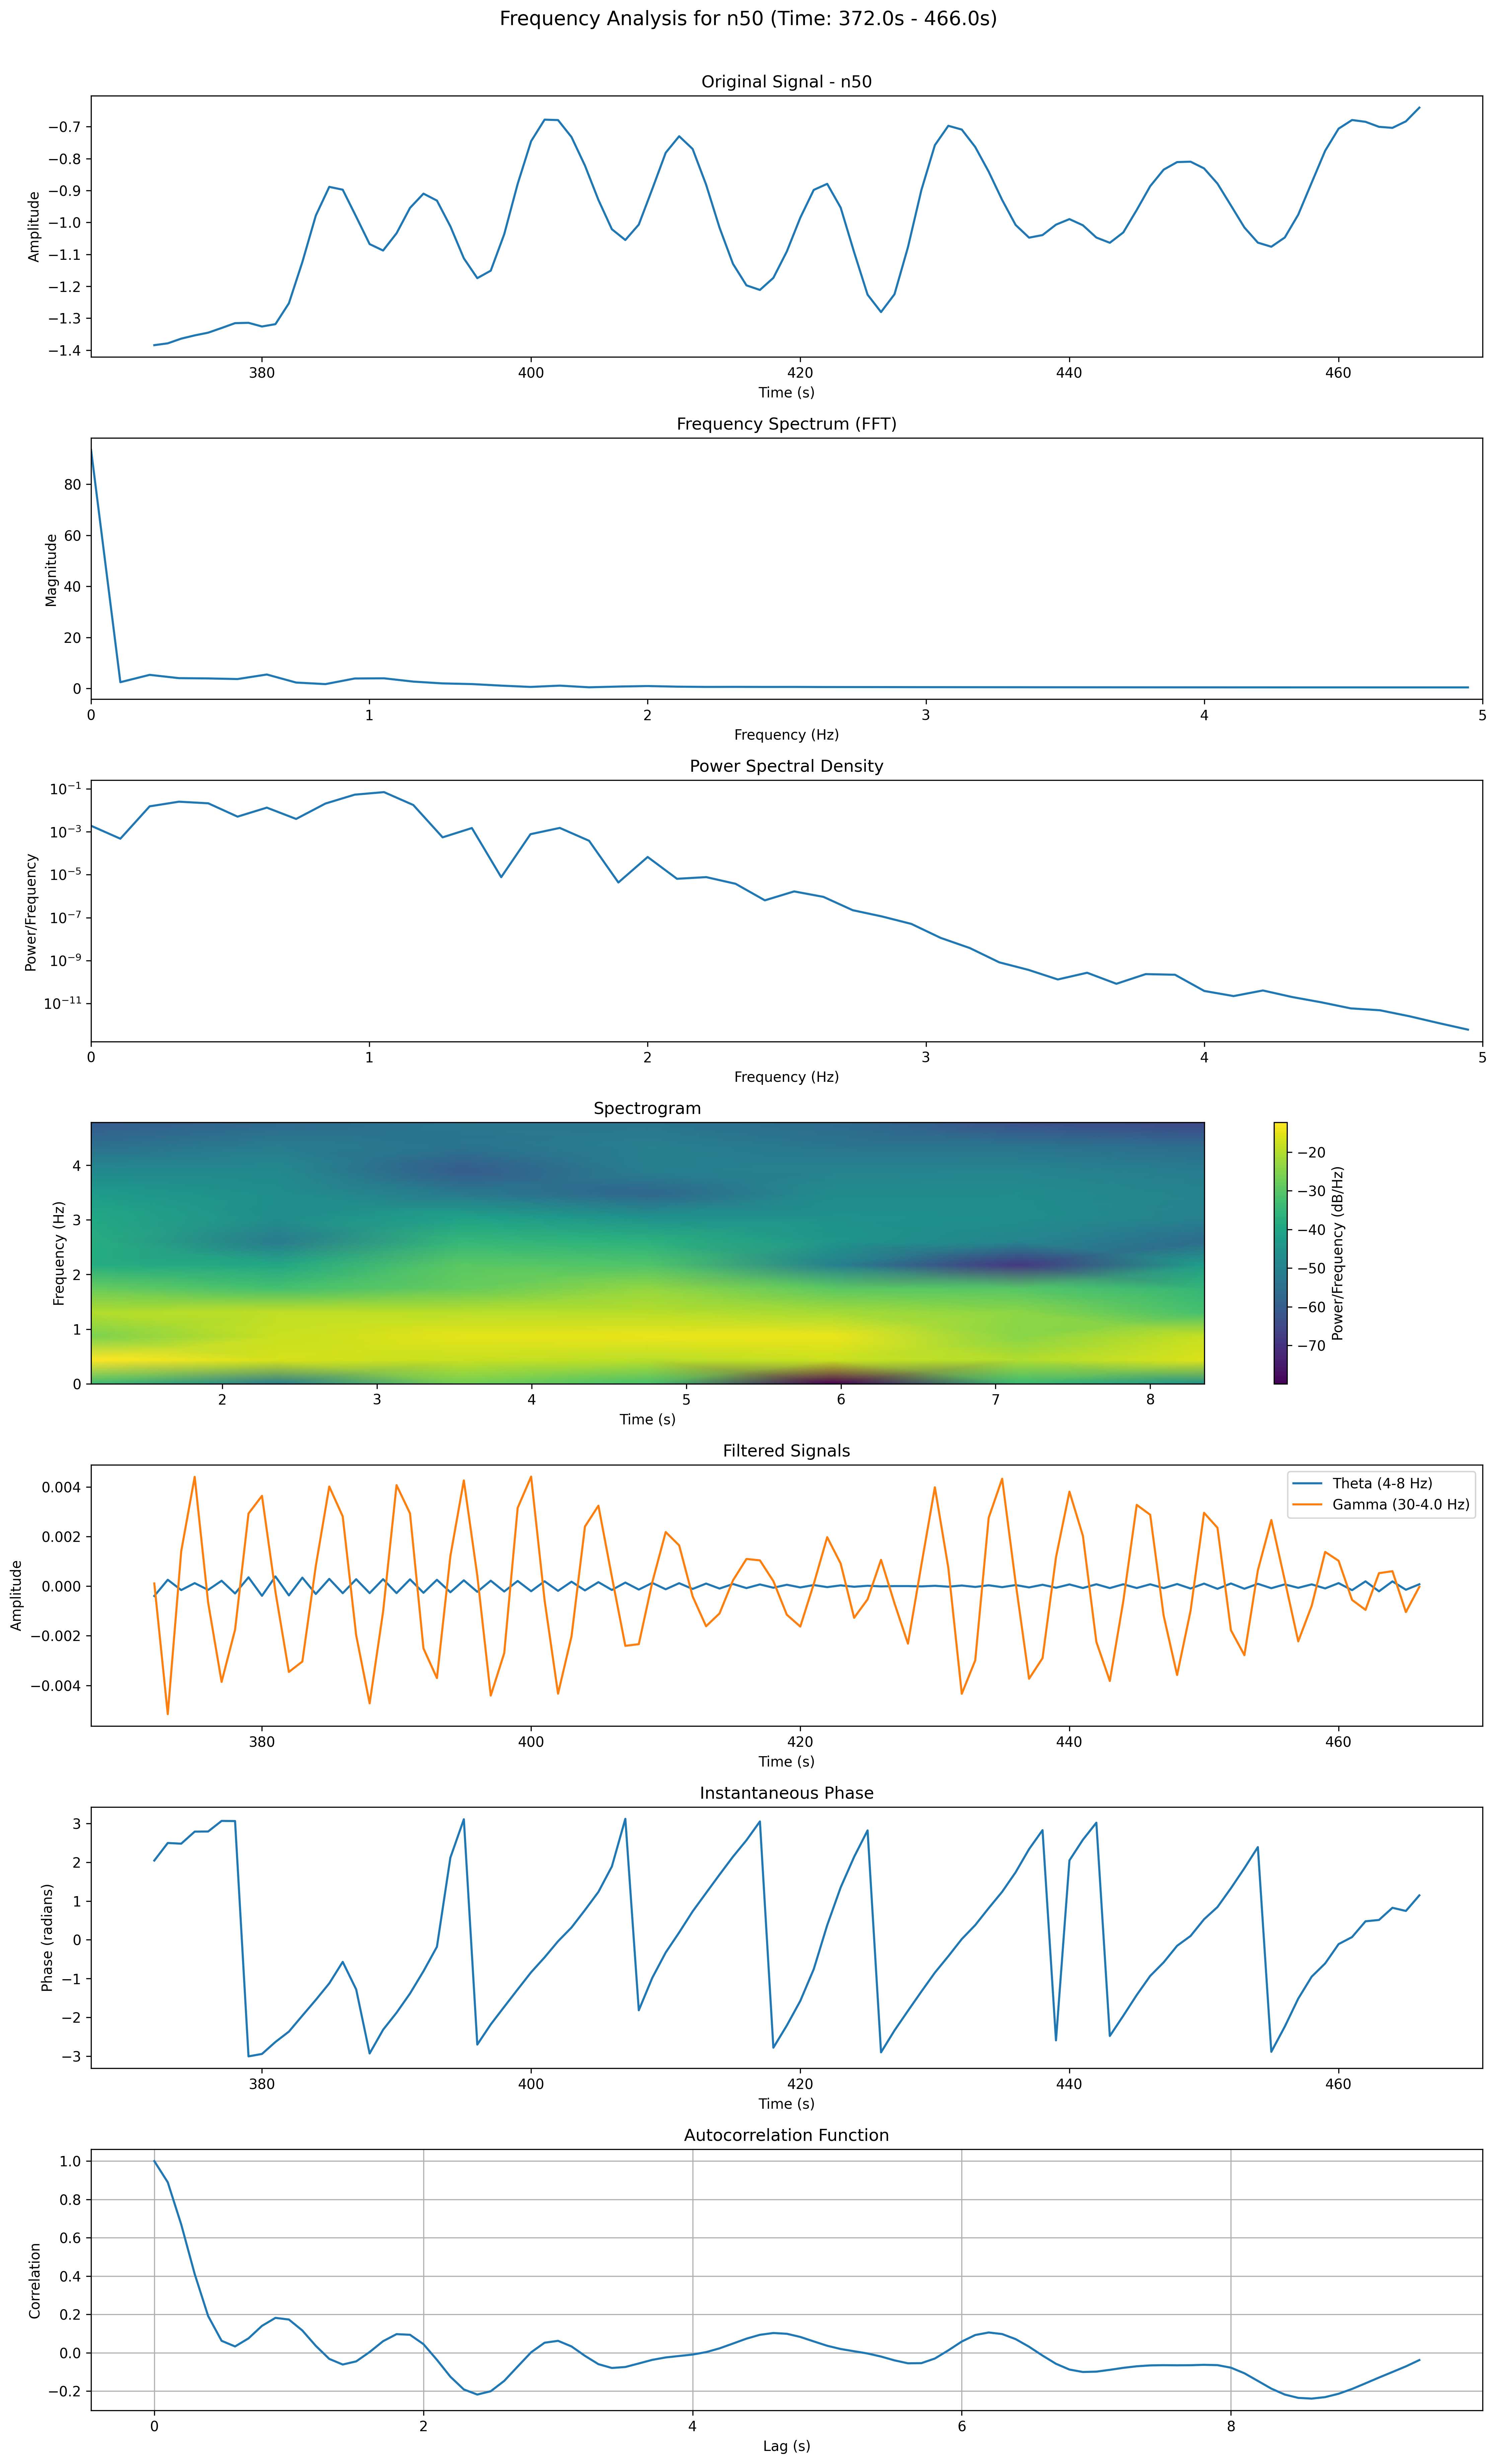 Frequency Analysis for n50 (Time: 372.0s - 466.0s)
Original Signal - n50
−0.7
−0.8
−0.9
−1.0
−1.1
−1.2
−1.3
−1.4
Amplitude
380 400 420 440 460
Time (s)
Frequency Spectrum (FFT)
80
60
40
20
0
Magnitude
0 1 2 3 4 5
Frequency (Hz)
Power Spectral Density
10⁻¹
10⁻³
10⁻⁵
10⁻⁷
10⁻⁹
10⁻¹¹
Power/Frequency
0 1 2 3 4 5
Frequency (Hz)
Spectrogram
4
3
2
1
0
Frequency (Hz)
2 3 4 5 6 7 8
Time (s)
−20
−30
−40
−50
−60
−70
Power/Frequency (dB/Hz)
Filtered Signals
0.004
0.002
0.000
−0.002
−0.004
Amplitude
Theta (4-8 Hz)
Gamma (30-4.0 Hz)
380 400 420 440 460
Time (s)
Instantaneous Phase
3
2
1
0
−1
−2
−3
Phase (radians)
380 400 420 440 460
Time (s)
Autocorrelation Function
1.0
0.8
0.6
0.4
0.2
0.0
−0.2
Correlation
0 2 4 6 8
Lag (s)